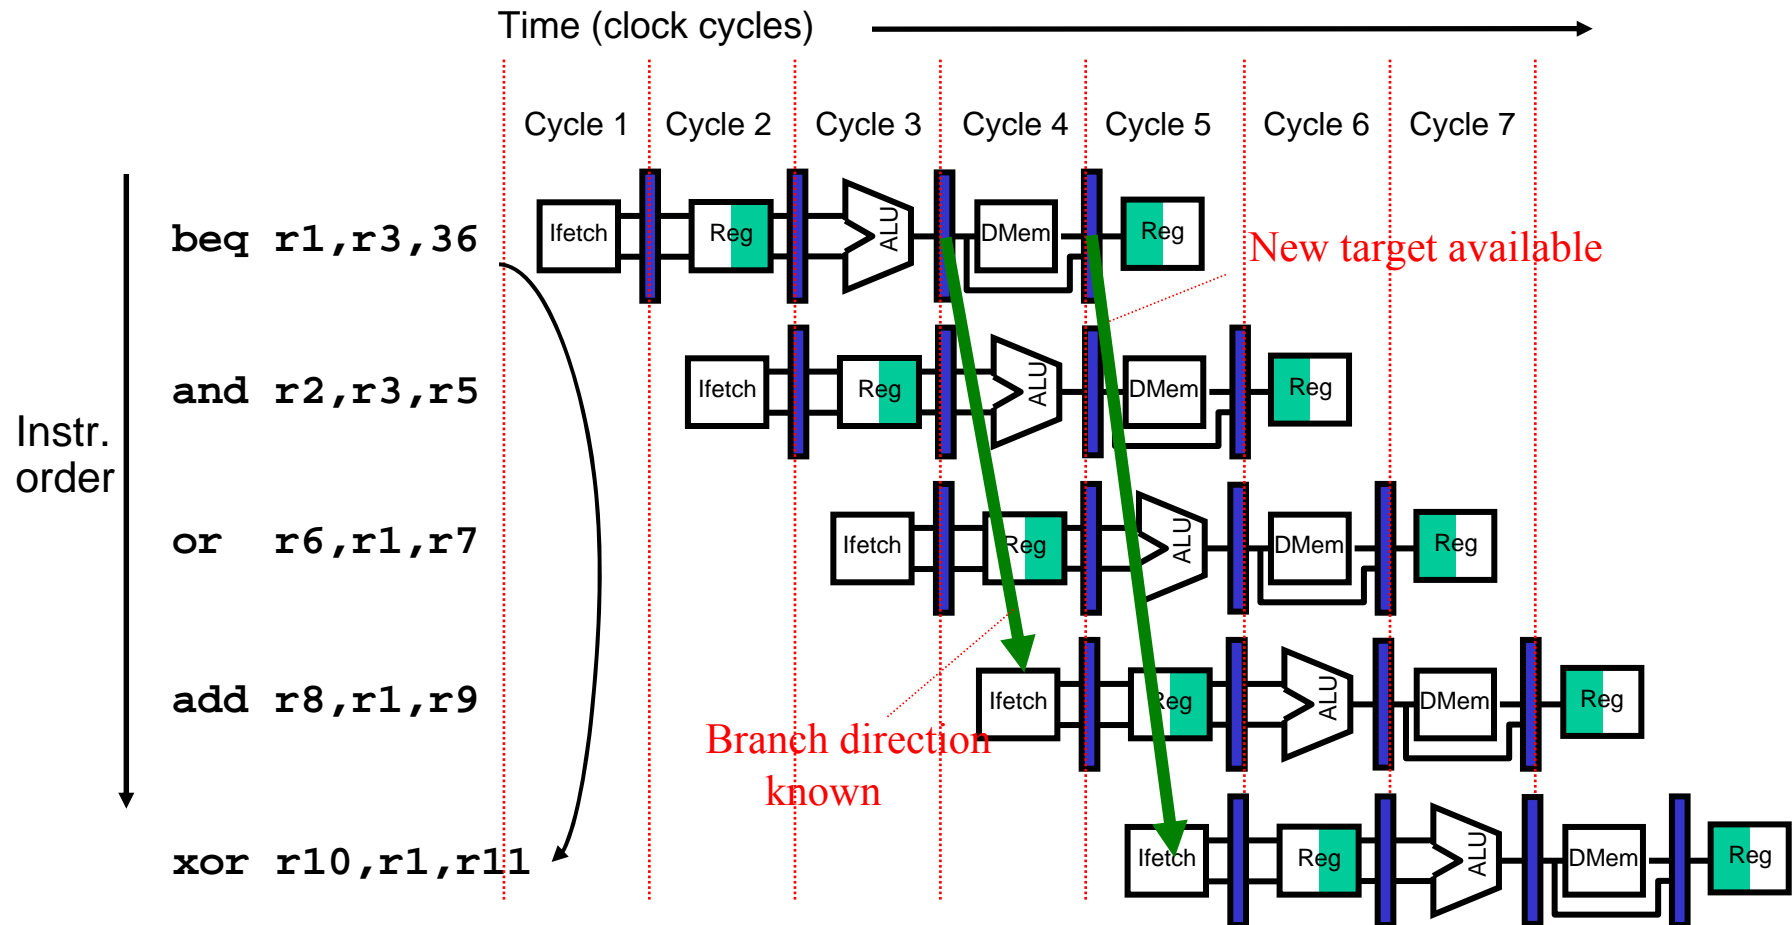 Time (clock cycles)
Cycle 1 Cycle 2 Cycle 3 Cycle 4 Cycle 5 Cycle 6 Cycle 7
beq r1,r3,36 Ifetch Reg ALU DMem Reg
New target available
and r2,r3,r5 Ifetch Reg ALU DMem Reg
Instr.
order
or r6,r1,r7 Ifetch Reg ALU DMem Reg
add r8,r1,r9 Ifetch Reg ALU DMem Reg
Branch direction
known
xor r10,r1,r11 Ifetch Reg ALU DMem Reg